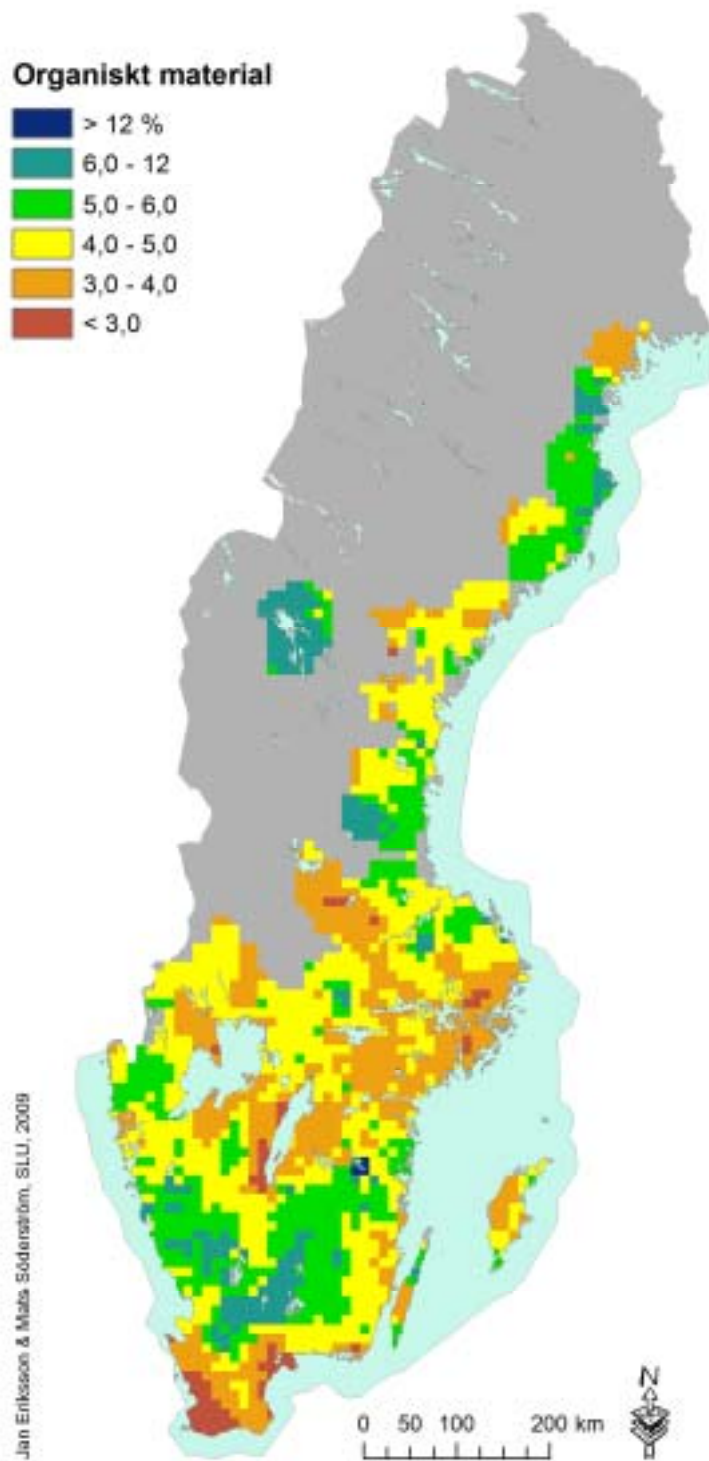 Organiskt material
> 12 %
6,0 - 12
5,0 - 6,0
4,0 - 5,0
3,0 - 4,0
< 3,0
Jan Eriksson & Mats Söderström, SLU, 2009
0 50 100 200 km
N